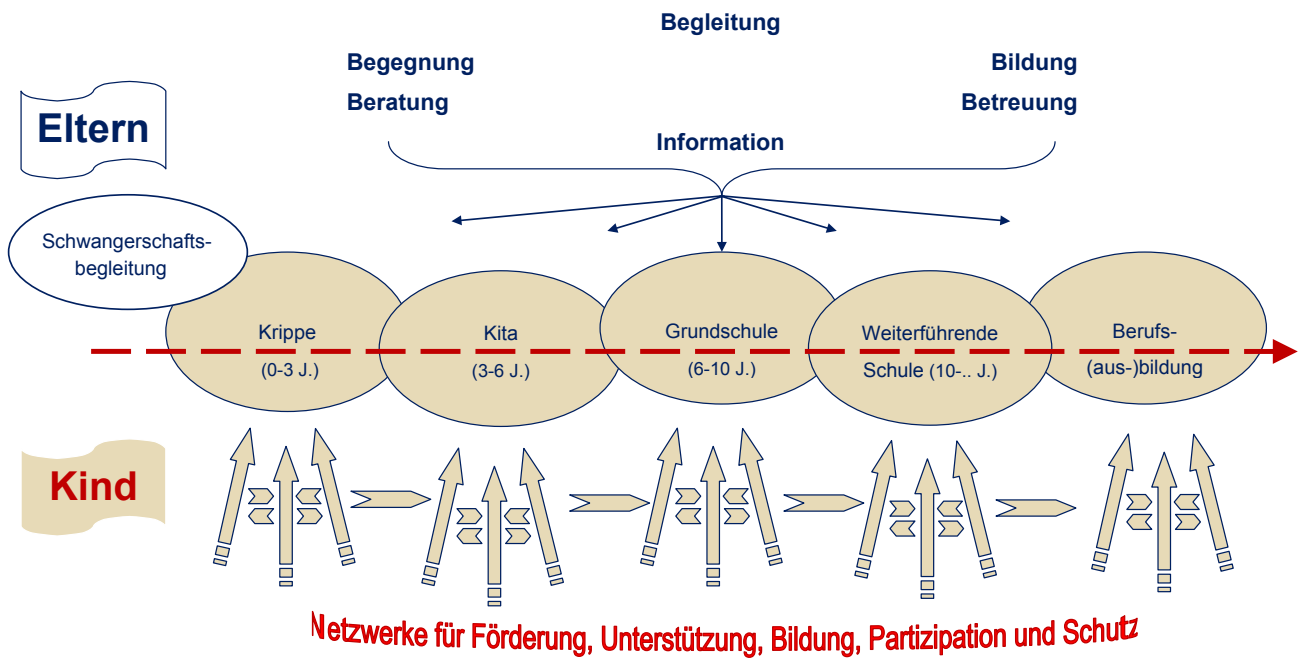 Begleitung
Begegnung
Bildung
Beratung
Betreuung
Eltern
Information
Schwangerschafts-
begleitung
Krippe
(0-3 J.)
Kita
(3-6 J.)
Grundschule
(6-10 J.)
Weiterführende
Schule (10-.. J.)
Berufs-
(aus-)bildung
Kind
Netzwerke für Förderung, Unterstützung, Bildung, Partizipation und Schutz